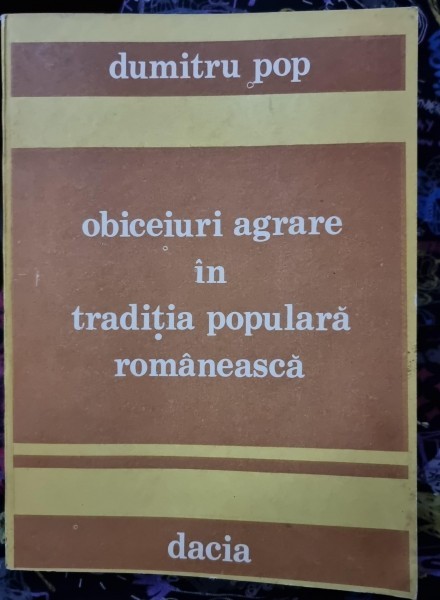 dumitru pop
obiceiuri agrare
în
tradiția populară
românească
dacia